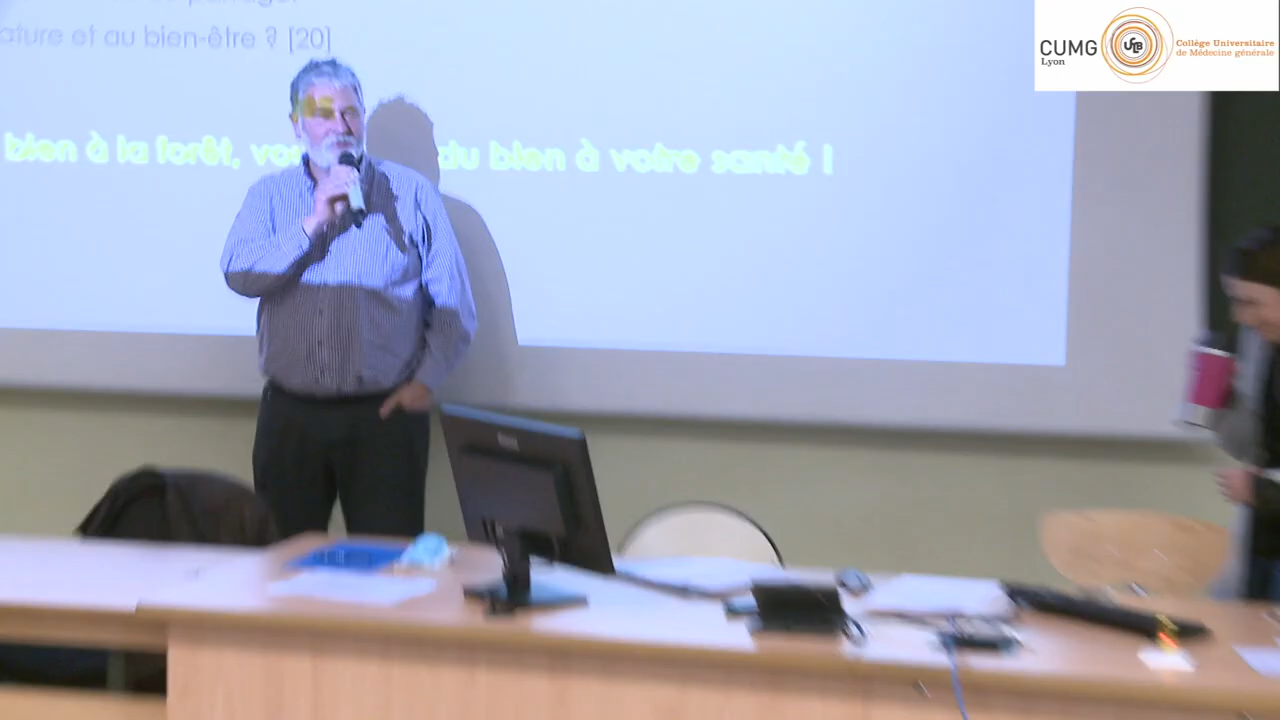 ature et au bien-être ? [20]
bien à la forêt, vo du bien à votre santé !
CUMG
Lyon
Collège Universitaire
de Médecine générale